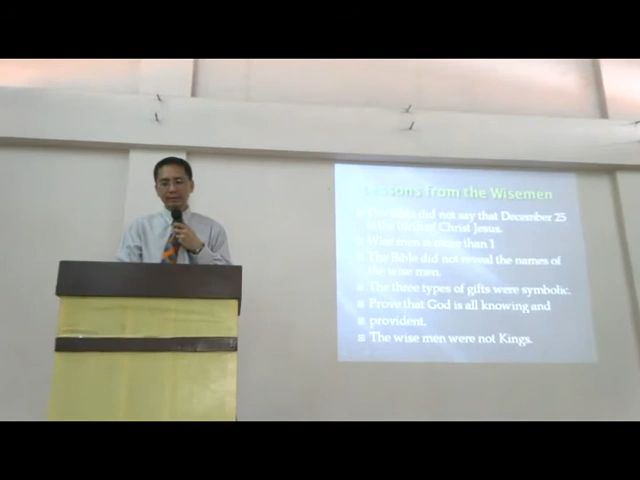 Lessons from the Wisemen
The Bible did not say that December 25
is the birth of Christ Jesus.
Wise men is more than 1
The Bible did not reveal the names of
the wise men.
The three types of gifts were symbolic.
Prove that God is all knowing and
provident.
The wise men were not Kings.